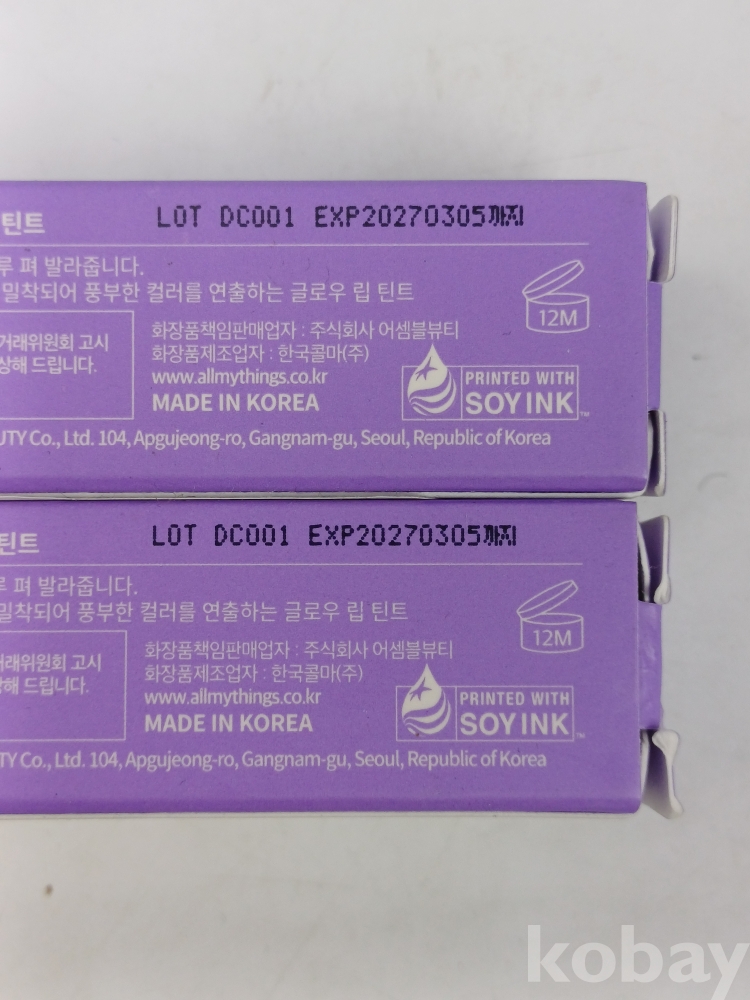 틴트
LOT DC001 EXP20270305까지
루 펴 발라줍니다.
밀착되어 풍부한 컬러를 연출하는 글로우 립 틴트
12M
거래위원회 고시
상해 드립니다.
화장품책임판매업자 : 주식회사 어셈블뷰티
화장품제조업자 : 한국콜마(주)
www.allmythings.co.kr
MADE IN KOREA
PRINTED WITH
SOY INK™
UTY Co., Ltd. 104, Apgujeong-ro, Gangnam-gu, Seoul, Republic of Korea
틴트
LOT DC001 EXP20270305까지
루 펴 발라줍니다.
밀착되어 풍부한 컬러를 연출하는 글로우 립 틴트
12M
거래위원회 고시
상해 드립니다.
화장품책임판매업자 : 주식회사 어셈블뷰티
화장품제조업자 : 한국콜마(주)
www.allmythings.co.kr
MADE IN KOREA
PRINTED WITH
SOY INK™
TY Co., Ltd. 104, Apgujeong-ro, Gangnam-gu, Seoul, Republic of Korea
kobay